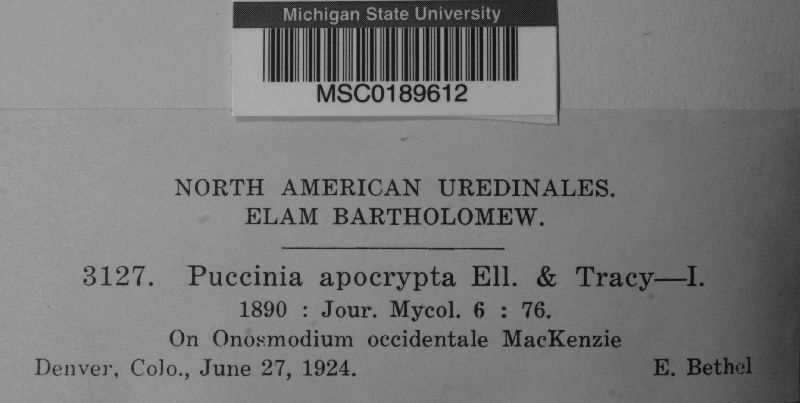 Michigan State University
MSC0189612
NORTH AMERICAN UREDINALES.
ELAM BARTHOLOMEW.
3127. Puccinia apocrypta Ell. & Tracy—I.
1890 : Jour. Mycol. 6 : 76.
On Onosmodium occidentale MacKenzie
Denver, Colo., June 27, 1924. E. Bethel